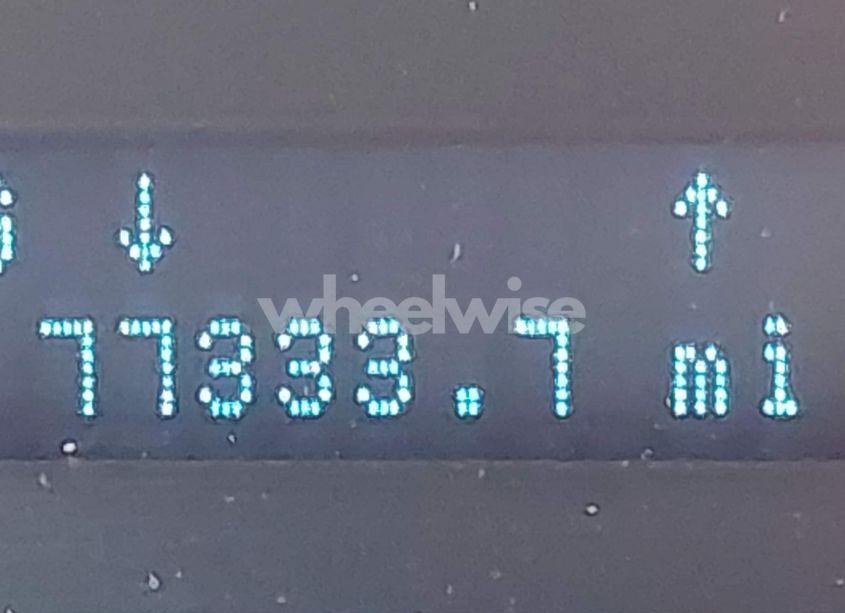 ↓ ↑
77333.7 mi
wheelwise